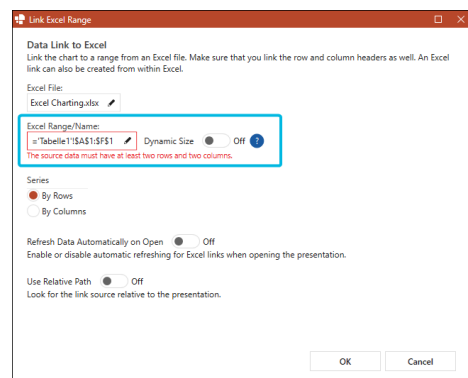 Link Excel Range
Data Link to Excel
Link the chart to a range from an Excel file. Make sure that you link the row and column headers as well. An Excel
link can also be created from within Excel.
Excel File:
Excel Charting.xlsx
Excel Range/Name:
='Tabelle1'!$A$1:$F$1 Dynamic Size Off ?
The source data must have at least two rows and two columns.
Series
By Rows
By Columns
Refresh Data Automatically on Open Off
Enable or disable automatic refreshing for Excel links when opening the presentation.
Use Relative Path Off
Look for the link source relative to the presentation.
OK Cancel